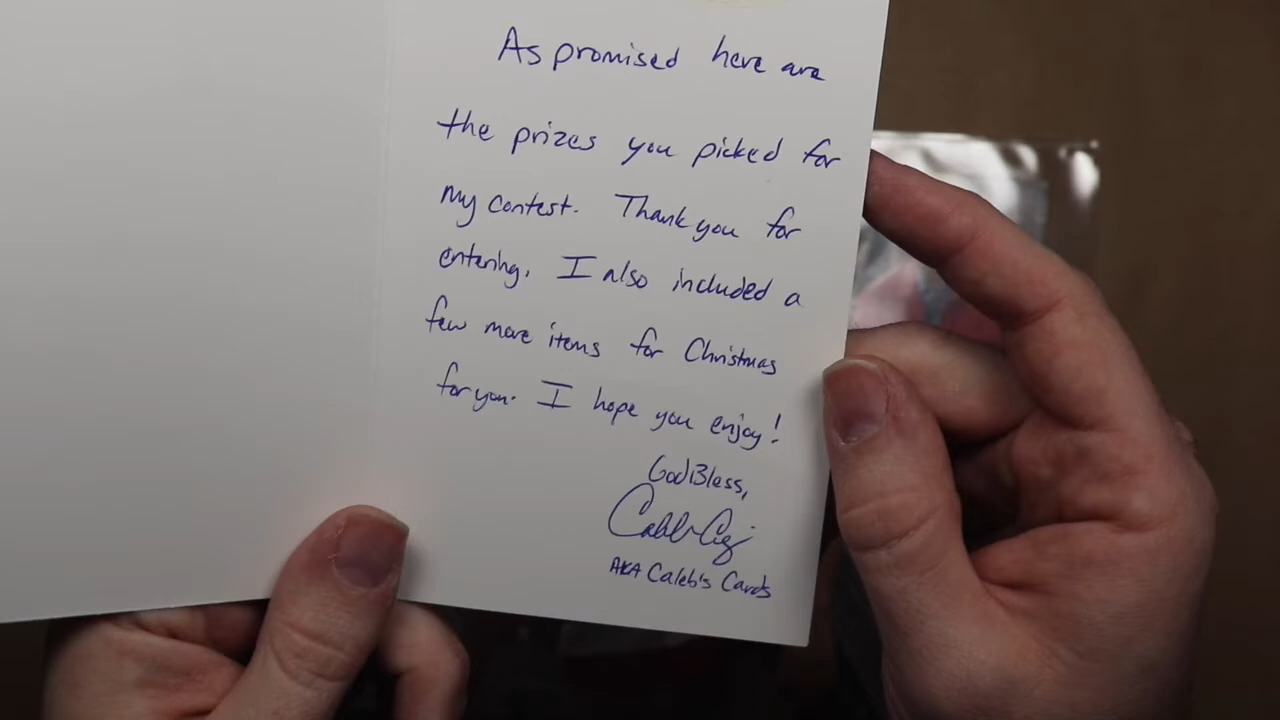 As promised here are
the prizes you picked for
my contest. Thank you for
entering. I also included a
few more items for Christmas
for you. I hope you enjoy!
God Bless,
Caleb
AKA Caleb's Cards